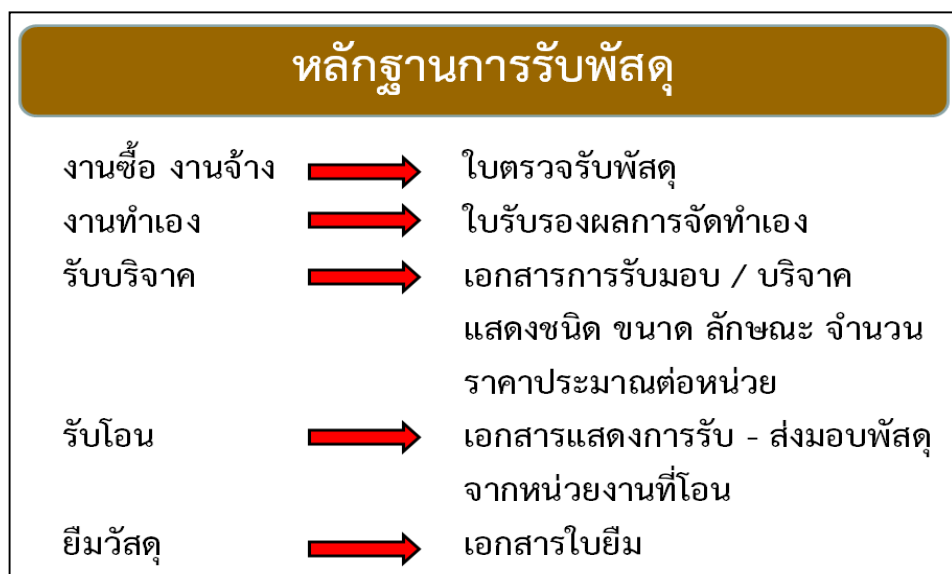 หลักฐานการรับพัสดุ
งานซื้อ งานจ้าง ใบตรวจรับพัสดุ
งานทำเอง ใบรับรองผลการจัดทำเอง
รับบริจาค เอกสารการรับมอบ / บริจาค
แสดงชนิด ขนาด ลักษณะ จำนวน
ราคาประมาณต่อหน่วย
รับโอน เอกสารแสดงการรับ - ส่งมอบพัสดุ
จากหน่วยงานที่โอน
ยืมวัสดุ เอกสารใบยืม